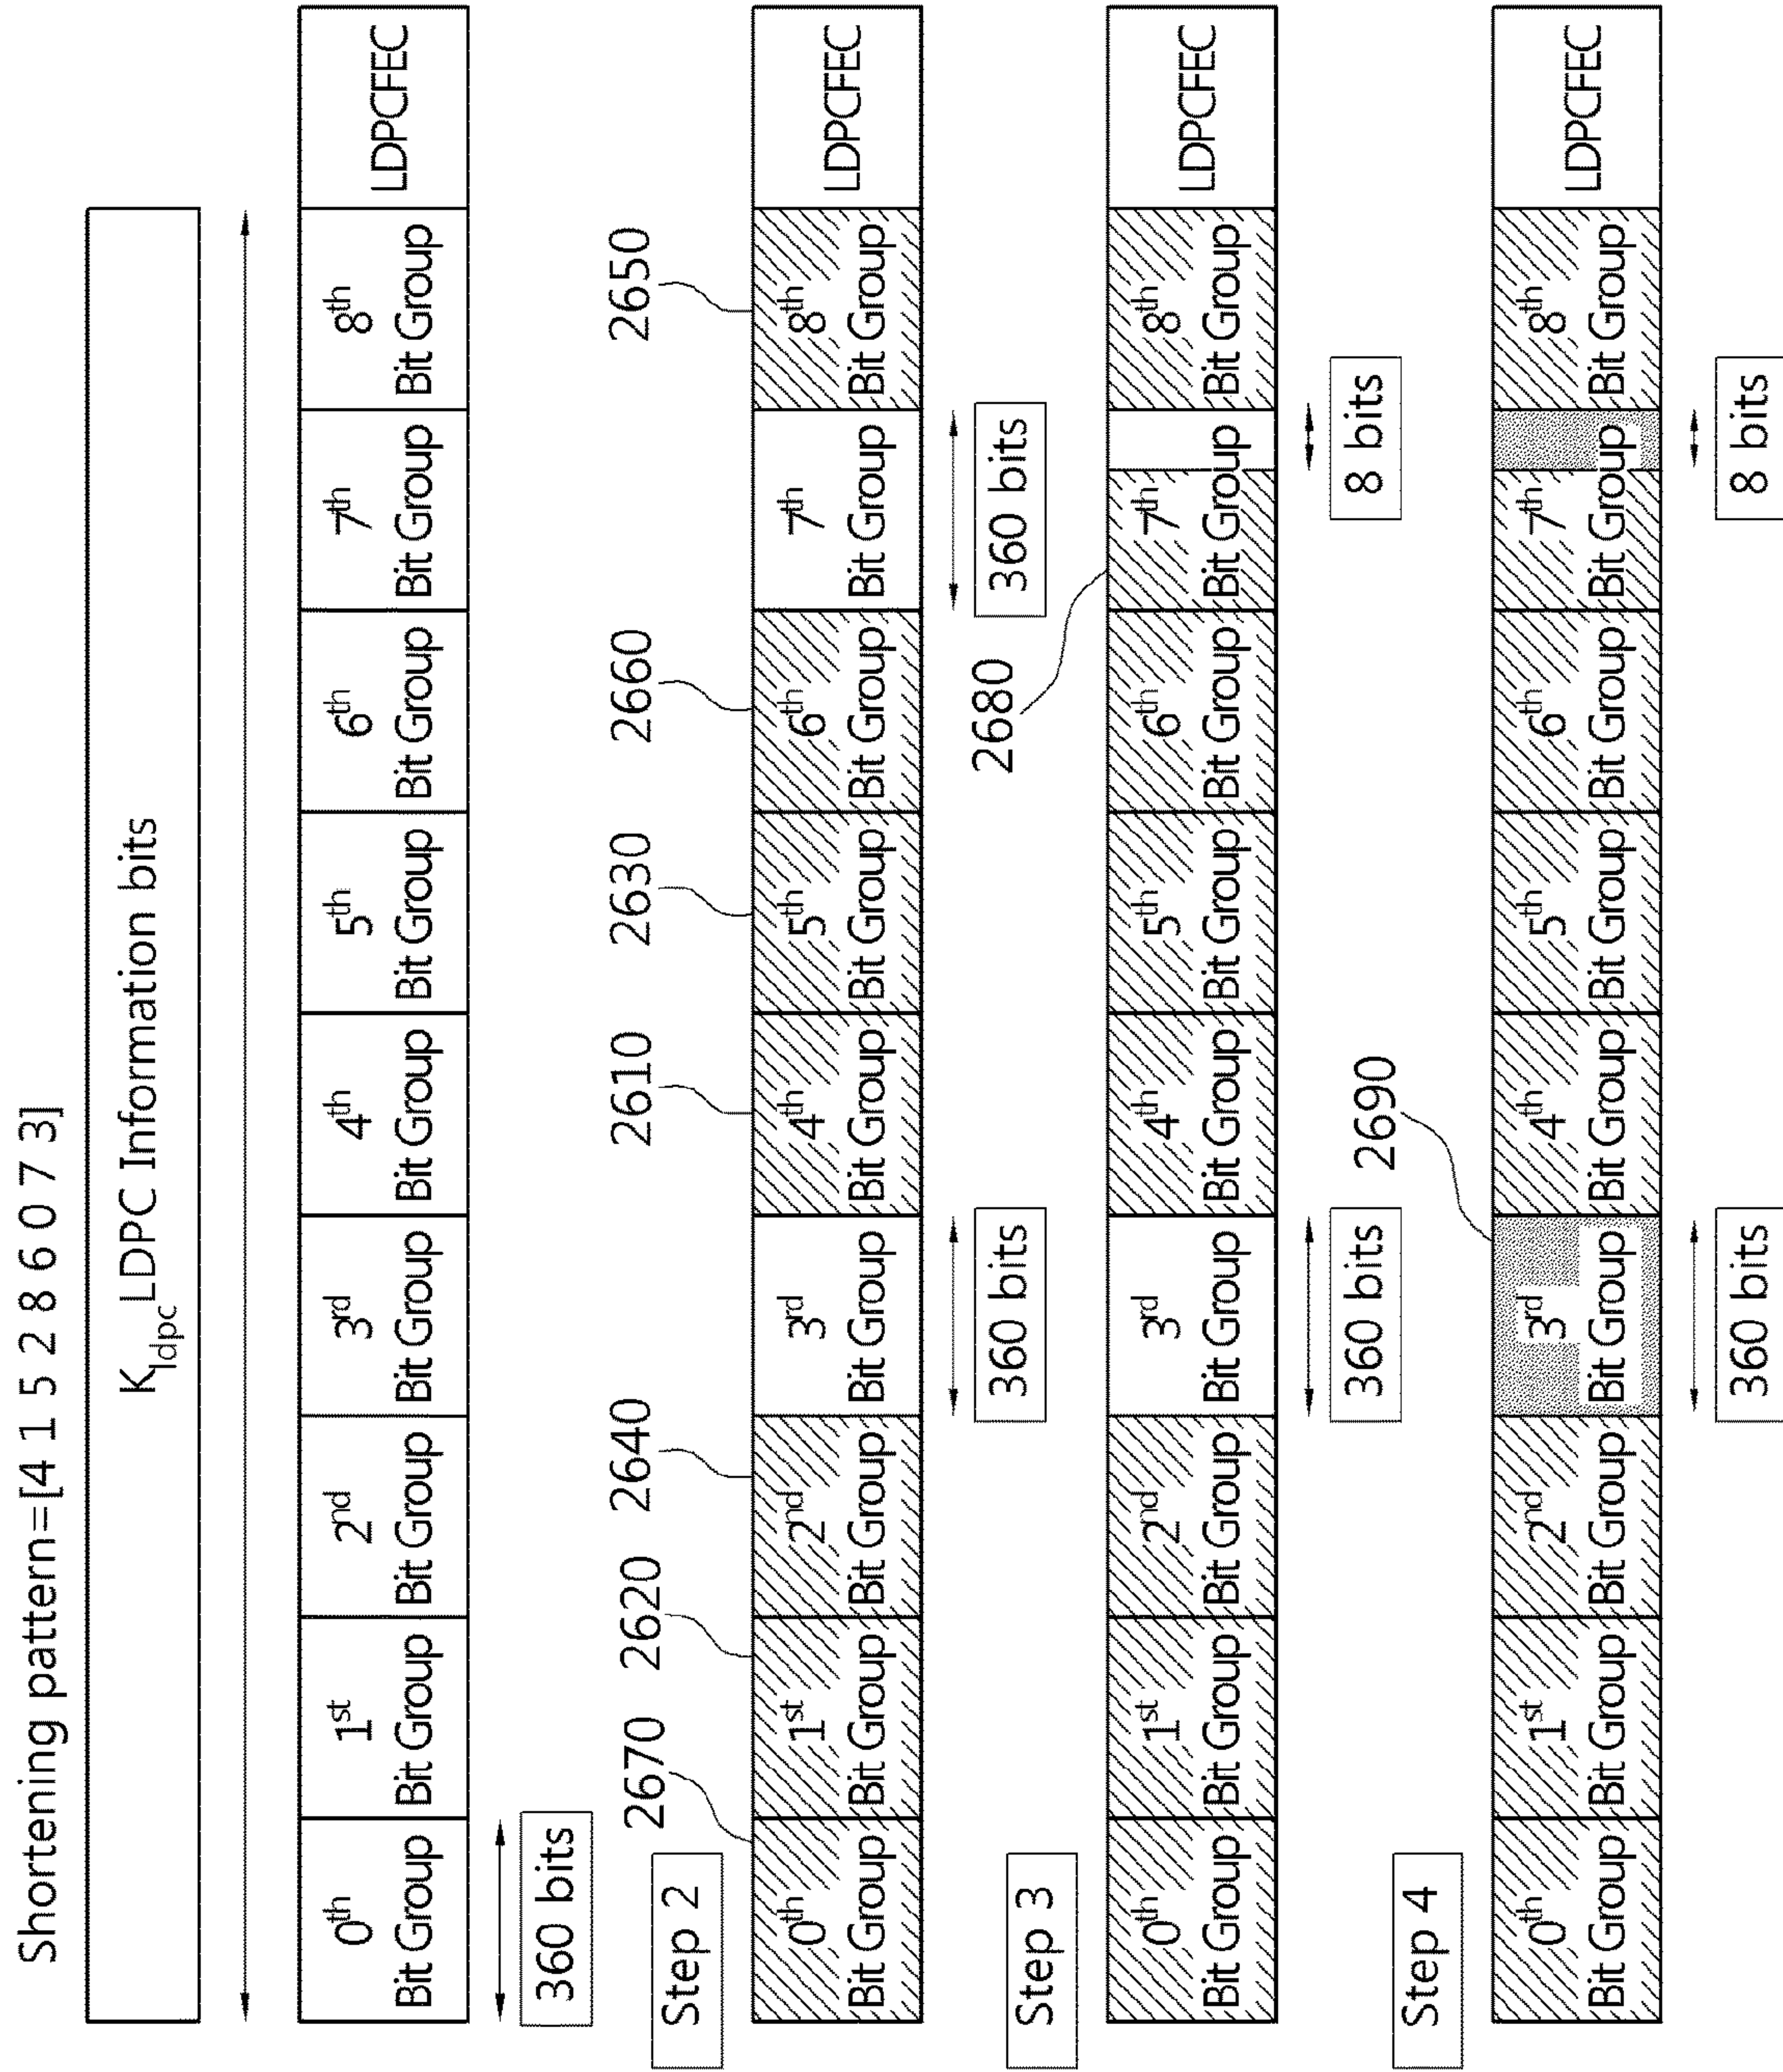 Shortening pattern=[4 1 5 2 8 6 0 7 3]
Kldpc LDPC Information bits
0th Bit Group
1st Bit Group
2nd Bit Group
3rd Bit Group
4th Bit Group
5th Bit Group
6th Bit Group
7th Bit Group
8th Bit Group
LDPCFEC
360 bits
Step 2
2670
2620
2640
2610
2630
2660
2650
0th Bit Group
1st Bit Group
2nd Bit Group
3rd Bit Group
4th Bit Group
5th Bit Group
6th Bit Group
7th Bit Group
8th Bit Group
LDPCFEC
360 bits
360 bits
Step 3
2680
0th Bit Group
1st Bit Group
2nd Bit Group
3rd Bit Group
4th Bit Group
5th Bit Group
6th Bit Group
7th Bit Group
8th Bit Group
LDPCFEC
360 bits
8 bits
Step 4
2690
0th Bit Group
1st Bit Group
2nd Bit Group
3rd Bit Group
4th Bit Group
5th Bit Group
6th Bit Group
7th Bit Group
8th Bit Group
LDPCFEC
360 bits
8 bits